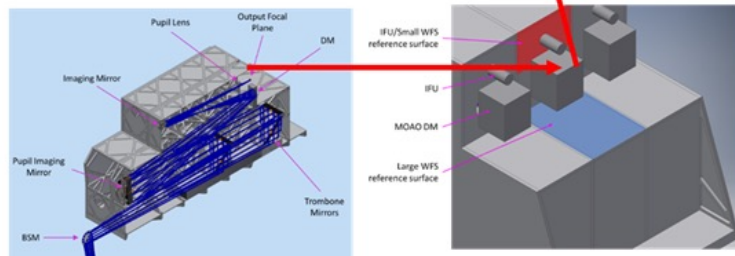 Output Focal
Plane
Pupil Lens
DM
Imaging Mirror
Pupil Imaging
Mirror
Trombone
Mirrors
BSM
IFU/Small WFS
reference surface
IFU
MOAO DM
Large WFS
reference surface